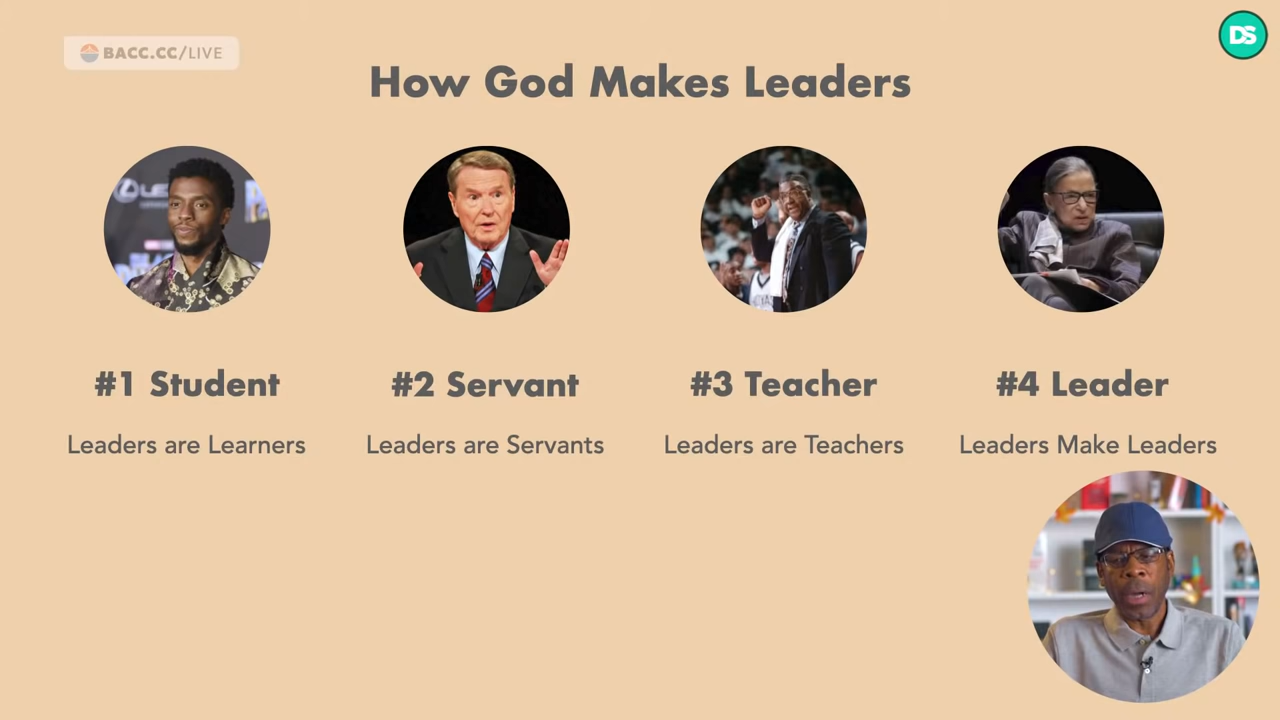 BACC.CC/LIVE
DS
How God Makes Leaders
#1 Student
#2 Servant
#3 Teacher
#4 Leader
Leaders are Learners
Leaders are Servants
Leaders are Teachers
Leaders Make Leaders